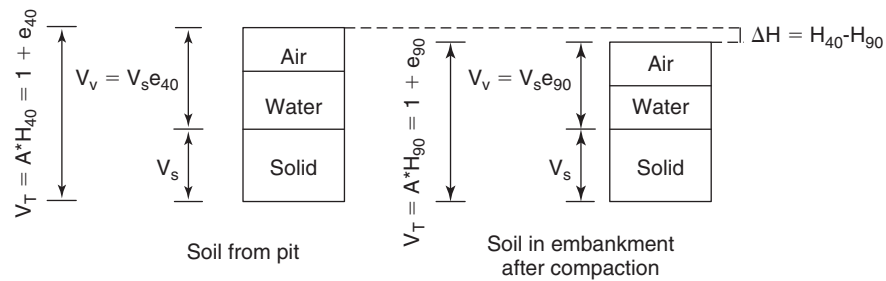 V_T = A*H_40 = 1 + e_40
V_v = V_s e_40
V_s
Air
Water
Solid
Soil from pit
V_T = A*H_90 = 1 + e_90
V_v = V_s e_90
V_s
Air
Water
Solid
Soil in embankment
after compaction
ΔH = H_40-H_90